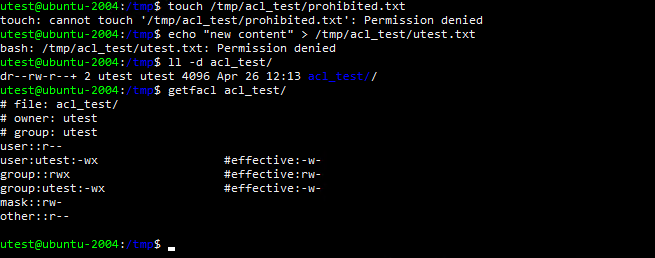 utest@ubuntu-2004:/tmp$ touch /tmp/acl_test/prohibited.txt
touch: cannot touch '/tmp/acl_test/prohibited.txt': Permission denied
utest@ubuntu-2004:/tmp$ echo "new content" > /tmp/acl_test/utest.txt
bash: /tmp/acl_test/utest.txt: Permission denied
utest@ubuntu-2004:/tmp$ ll -d acl_test/
dr--rw-r--+ 2 utest utest 4096 Apr 26 12:13 acl_test//
utest@ubuntu-2004:/tmp$ getfacl acl_test/
# file: acl_test/
# owner: utest
# group: utest
user::r--
user:utest:-wx #effective:-w-
group::rwx #effective:rw-
group:utest:-wx #effective:-w-
mask::rw-
other::r--
utest@ubuntu-2004:/tmp$